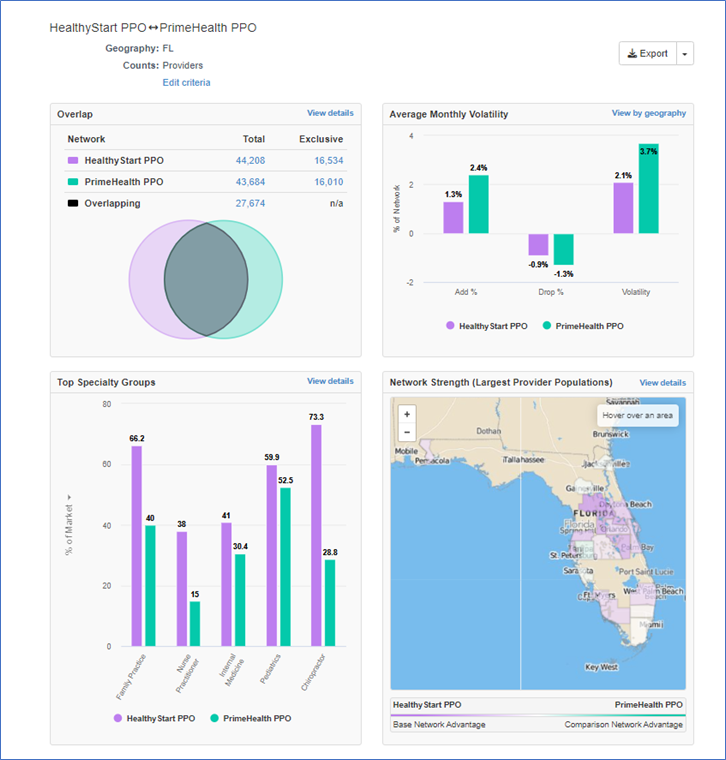 HealthyStart PPO↔PrimeHealth PPO
Geography: FL
Counts: Providers
Edit criteria
Export
Overlap View details
Network Total Exclusive
HealthyStart PPO 44,208 16,534
PrimeHealth PPO 43,684 16,010
Overlapping 27,674 n/a
Average Monthly Volatility View by geography
% of Network
4
2
0
-2
1.3%
2.4%
-0.9%
-1.3%
2.1%
3.7%
Add % Drop % Volatility
HealthyStart PPO PrimeHealth PPO
Top Specialty Groups View details
% of Market
80
60
40
20
0
66.2
40
38
15
41
30.4
59.9
52.5
73.3
28.8
Family Practice
Nurse
Practitioner
Internal
Medicine
Pediatrics
Chiropractor
HealthyStart PPO PrimeHealth PPO
Network Strength (Largest Provider Populations) View details
+
−
Hover over an area
Savannah
Dothan
Brunswick
Mobile
Pensacola
Tallahassee
Jacksonville
Gainesville
Daytona Beach
FLORIDA
Florida
Spring Hill
Orlando
Palm Bay
St. Petersburg
Sarasota
Port Saint Lucie
Ft. Myers
West Palm Beach
Miami
Key West
HealthyStart PPO PrimeHealth PPO
Base Network Advantage Comparison Network Advantage